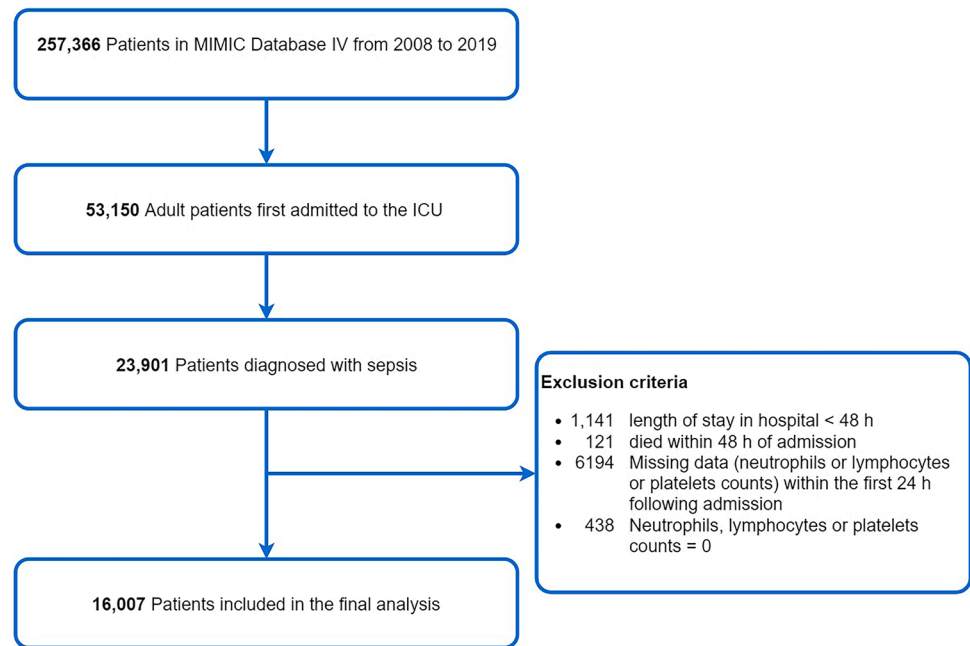 257,366 Patients in MIMIC Database IV from 2008 to 2019
53,150 Adult patients first admitted to the ICU
23,901 Patients diagnosed with sepsis
Exclusion criteria
• 1,141 length of stay in hospital < 48 h
• 121 died within 48 h of admission
• 6194 Missing data (neutrophils or lymphocytes
or platelets counts) within the first 24 h
following admission
• 438 Neutrophils, lymphocytes or platelets
counts = 0
16,007 Patients included in the final analysis